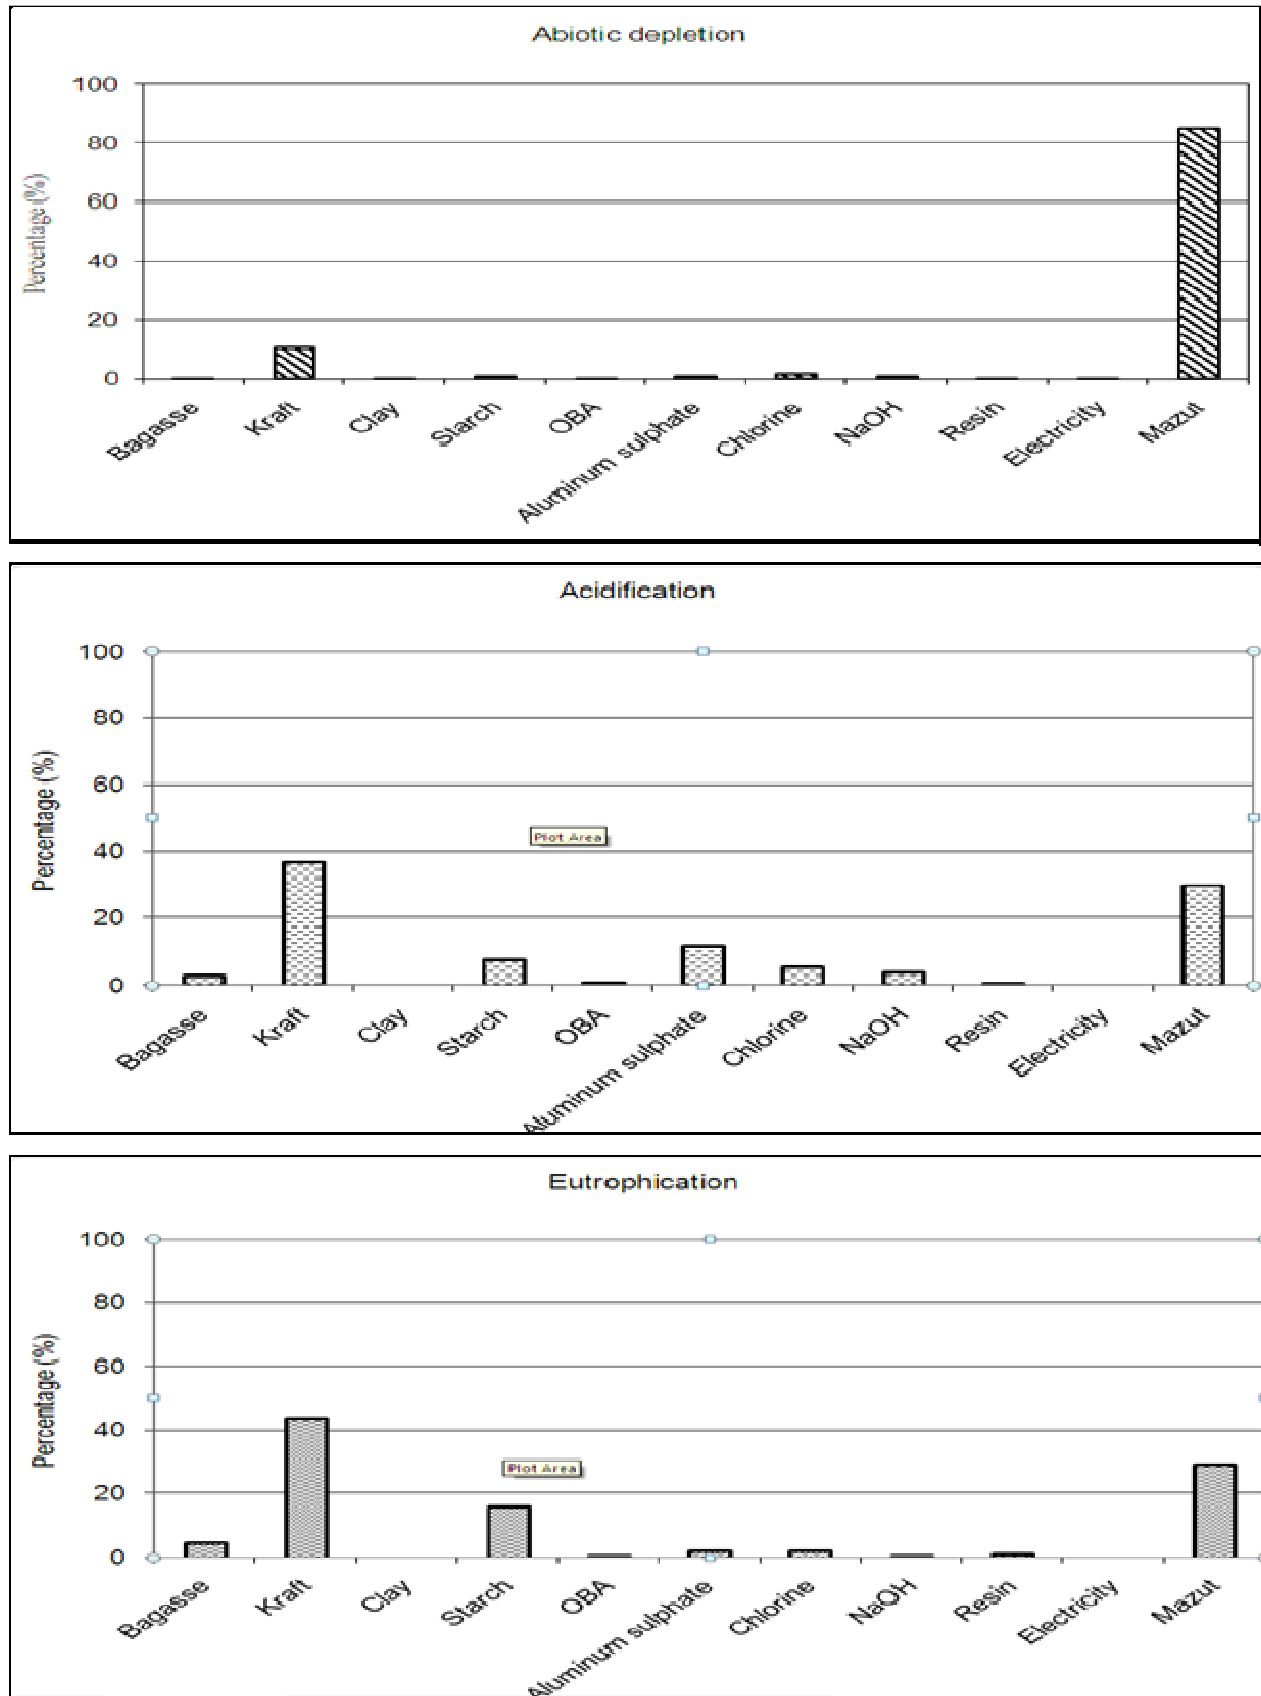 Abiotic depletion
100
80
60
40
20
0
Percentage (%)
Bagasse
Kraft
Clay
Starch
OBA
Aluminum sulphate
Chlorine
NaOH
Resin
Electricity
Mazut
Acidification
100
80
60
40
20
0
Percentage (%)
Plot Area
Bagasse
Kraft
Clay
Starch
OBA
Aluminum sulphate
Chlorine
NaOH
Resin
Electricity
Mazut
Eutrophication
100
80
60
40
20
0
Percentage (%)
Plot Area
Bagasse
Kraft
Clay
Starch
OBA
Aluminum sulphate
Chlorine
NaOH
Resin
Electricity
Mazut